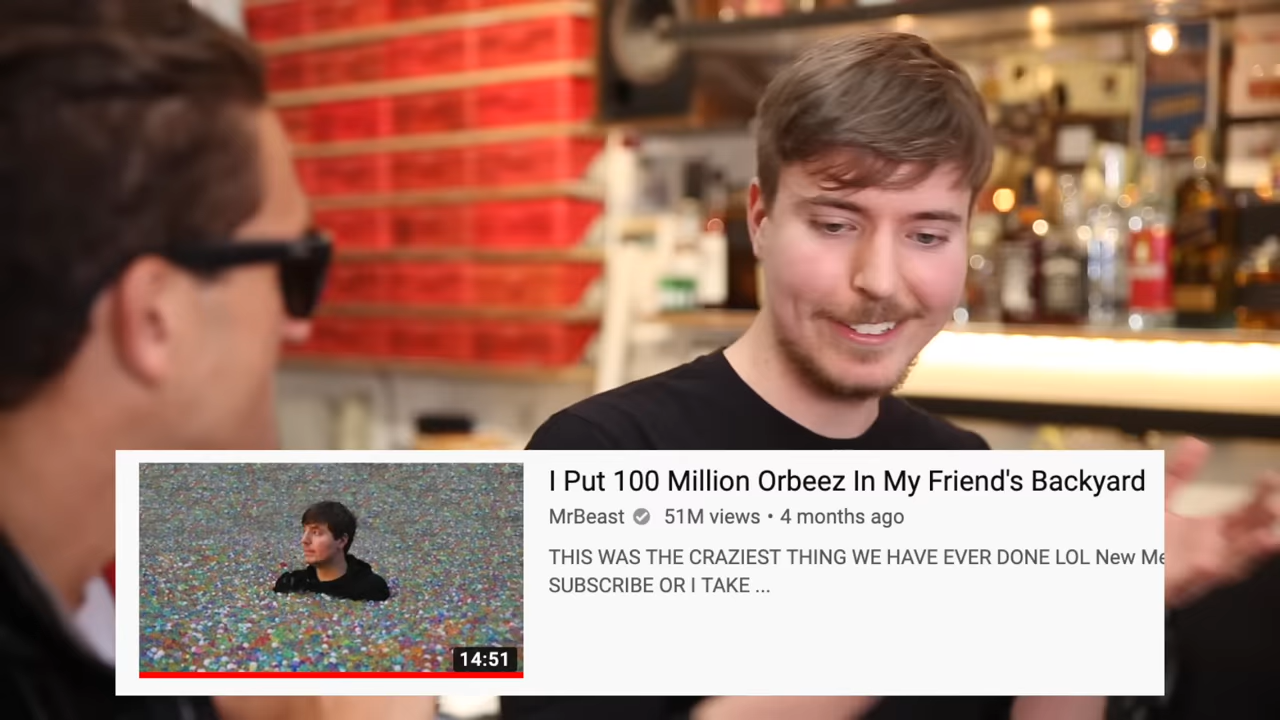 I Put 100 Million Orbeez In My Friend's Backyard
MrBeast 51M views • 4 months ago
THIS WAS THE CRAZIEST THING WE HAVE EVER DONE LOL New Me
SUBSCRIBE OR I TAKE ...
14:51